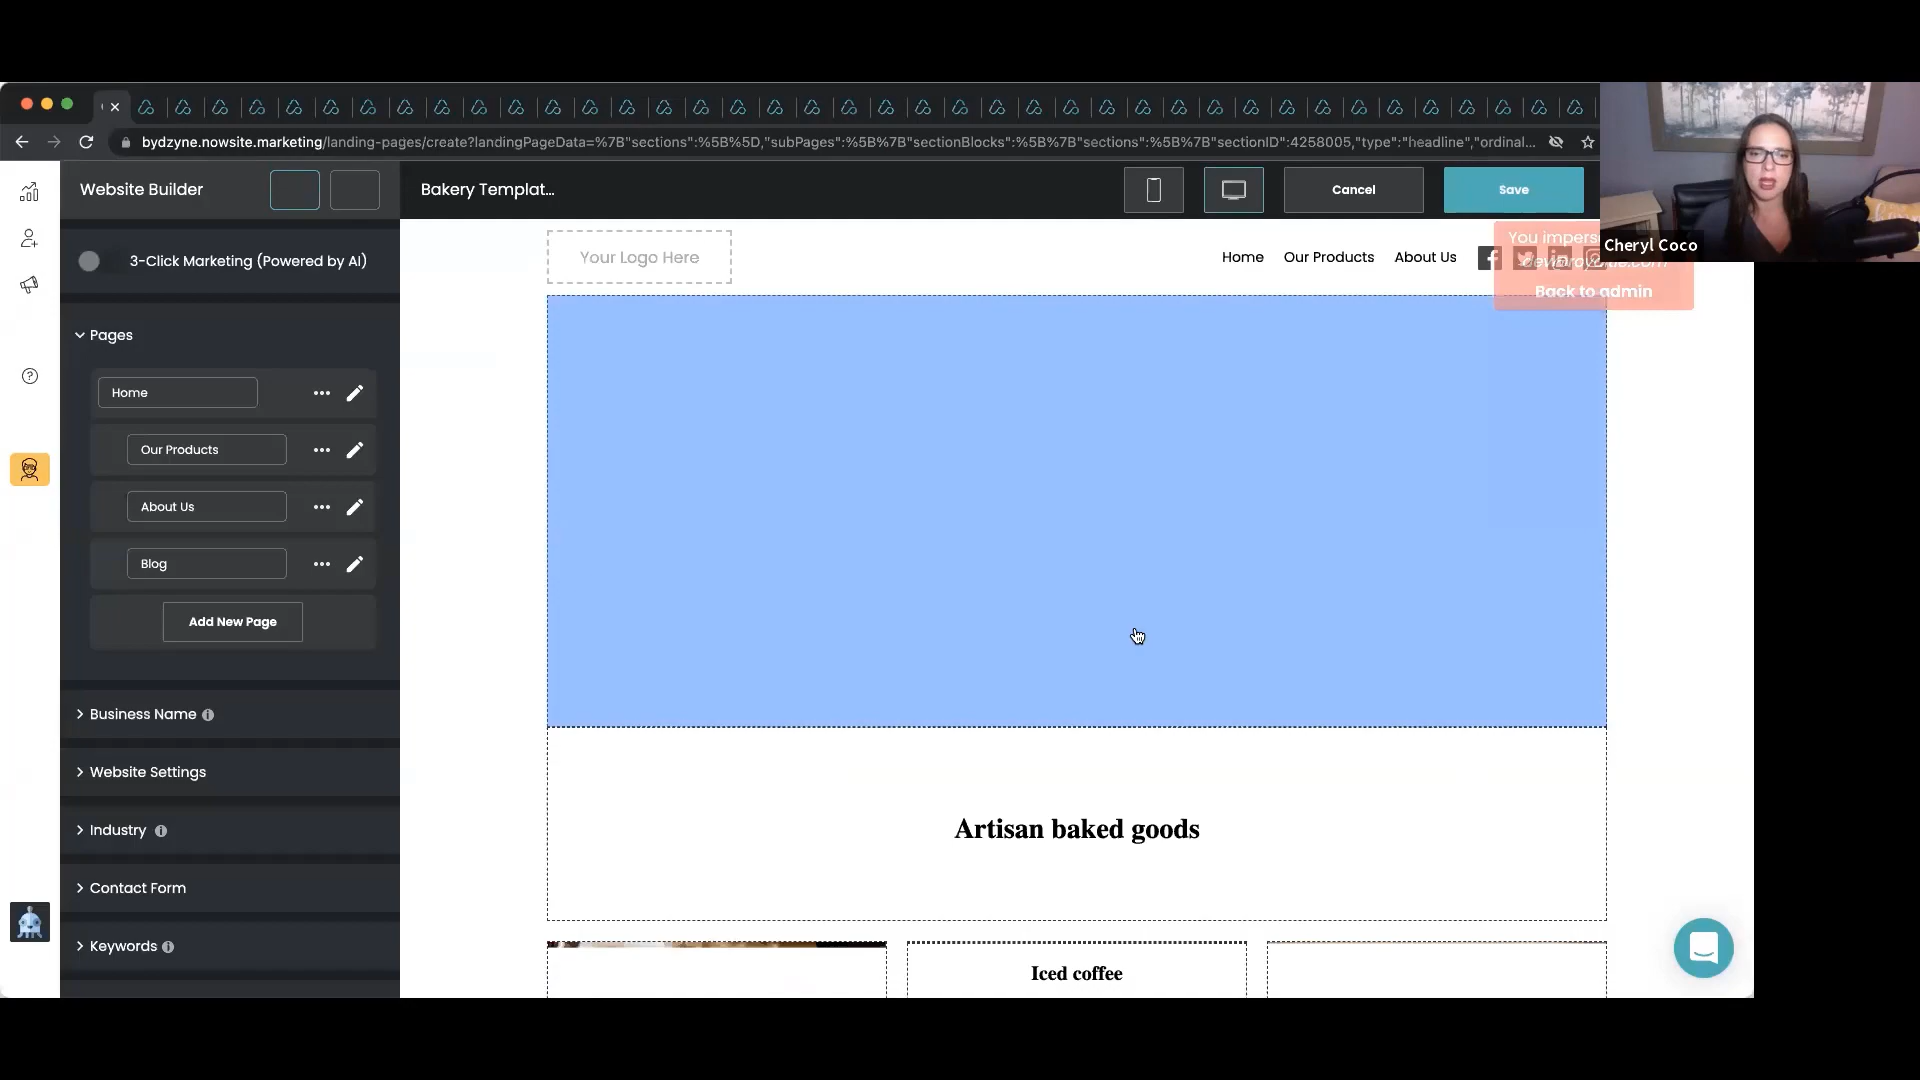 bydzyne.nowsite.marketing/landing-pages/create?landingPageData=%7B"sections":%5B%5D,"subPages":%5B%7B"sectionBlocks":%5B%7B"sections":%5B%7B"sectionID":4258005,"type":"headline","ordinal...
Website Builder
Bakery Templat...
Cancel
Save
3-Click Marketing (Powered by AI)
Your Logo Here
Home
Our Products
About Us
You impers
Cheryl Coco
Back to admin
Pages
Home
Our Products
About Us
Blog
Add New Page
Business Name
Website Settings
Industry
Contact Form
Keywords
Artisan baked goods
Iced coffee